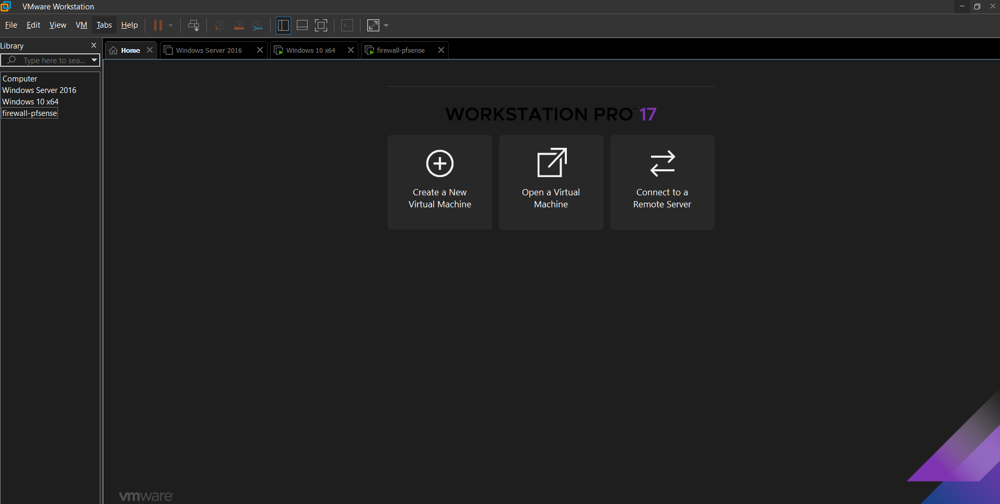 VMware Workstation
File Edit View VM Tabs Help
Library
Type here to sea...
Computer
Windows Server 2016
Windows 10 x64
firewall-pfsense
Home
Windows Server 2016
Windows 10 x64
firewall-pfsense
WORKSTATION PRO™ 17
Create a New
Virtual Machine
Open a Virtual
Machine
Connect to a
Remote Server
vmware